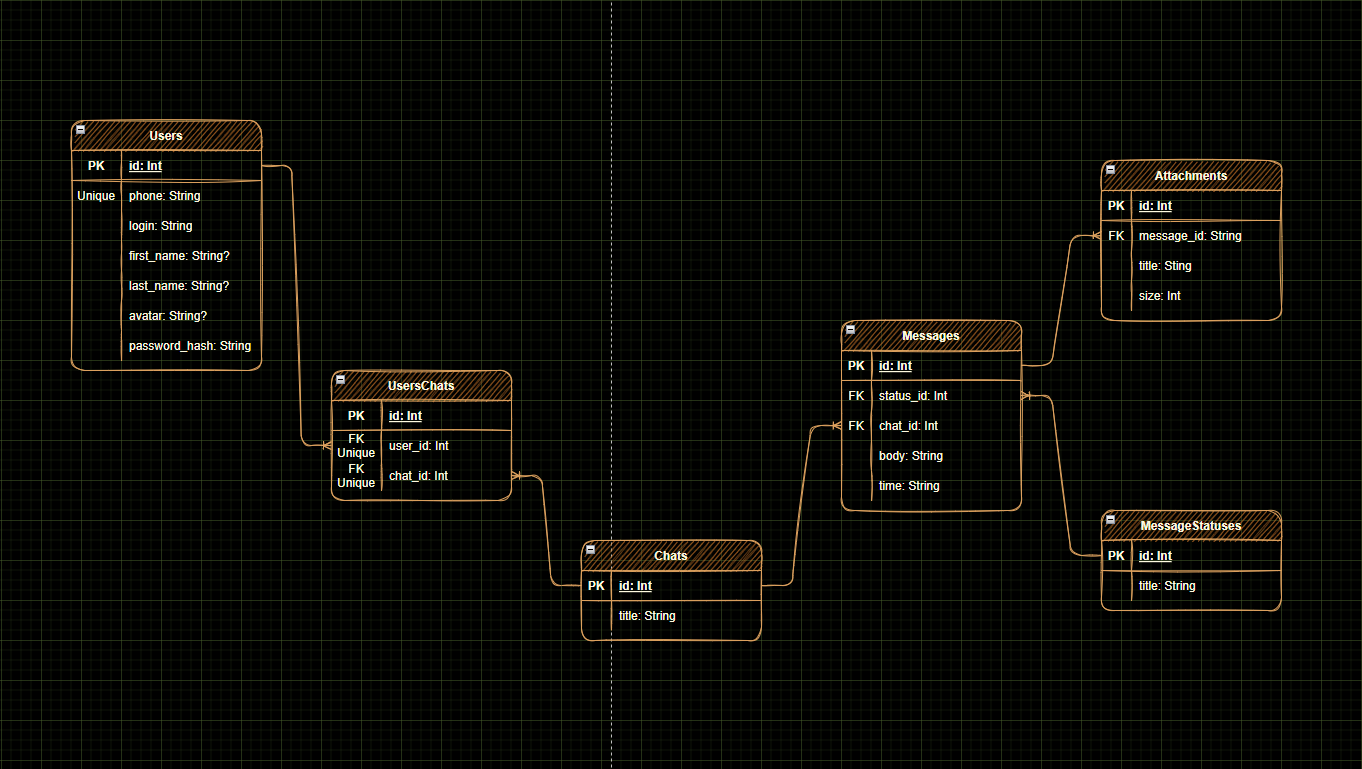 Users
PK id: Int
Unique phone: String
login: String
first_name: String?
last_name: String?
avatar: String?
password_hash: String
UsersChats
PK id: Int
FK Unique user_id: Int
FK Unique chat_id: Int
Chats
PK id: Int
title: String
Messages
PK id: Int
FK status_id: Int
FK chat_id: Int
body: String
time: String
Attachments
PK id: Int
FK message_id: String
title: Sting
size: Int
MessageStatuses
PK id: Int
title: String